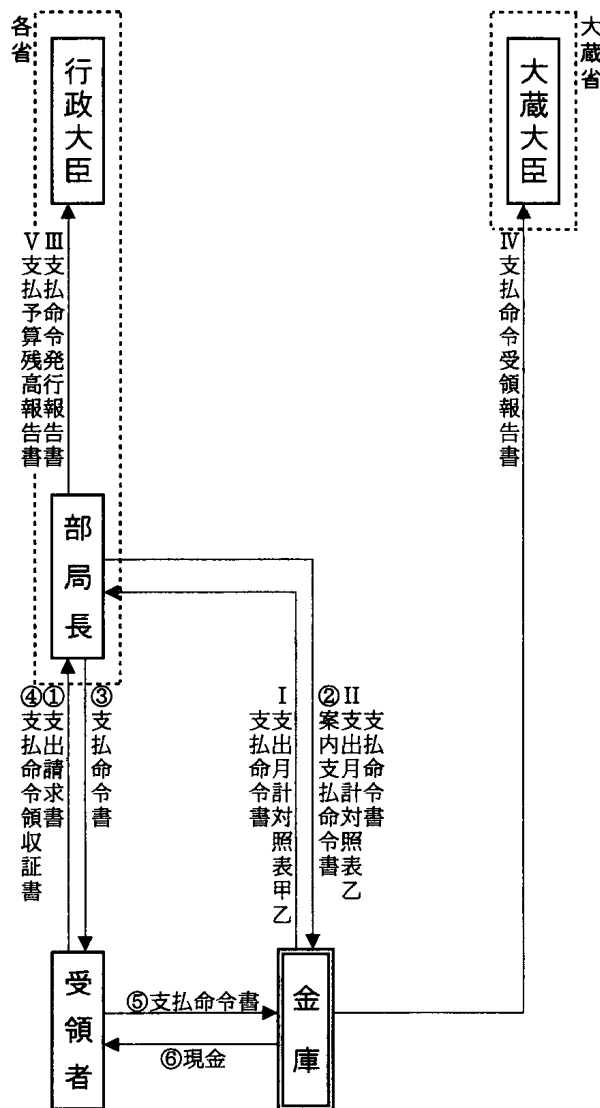 各省
行政大臣
大蔵省
大蔵大臣
Ⅲ支払命令発行報告書
Ⅴ支払予算残高報告書
Ⅳ支払命令受領報告書
部局長
③支払命令書
①支出請求書
④支払命令領収証書
支払命令書
Ⅱ支出月計対照表乙
②案内支払命令書
Ⅰ支出月計対照表甲乙
支払命令書
受領者
⑤支払命令書
⑥現金
金庫